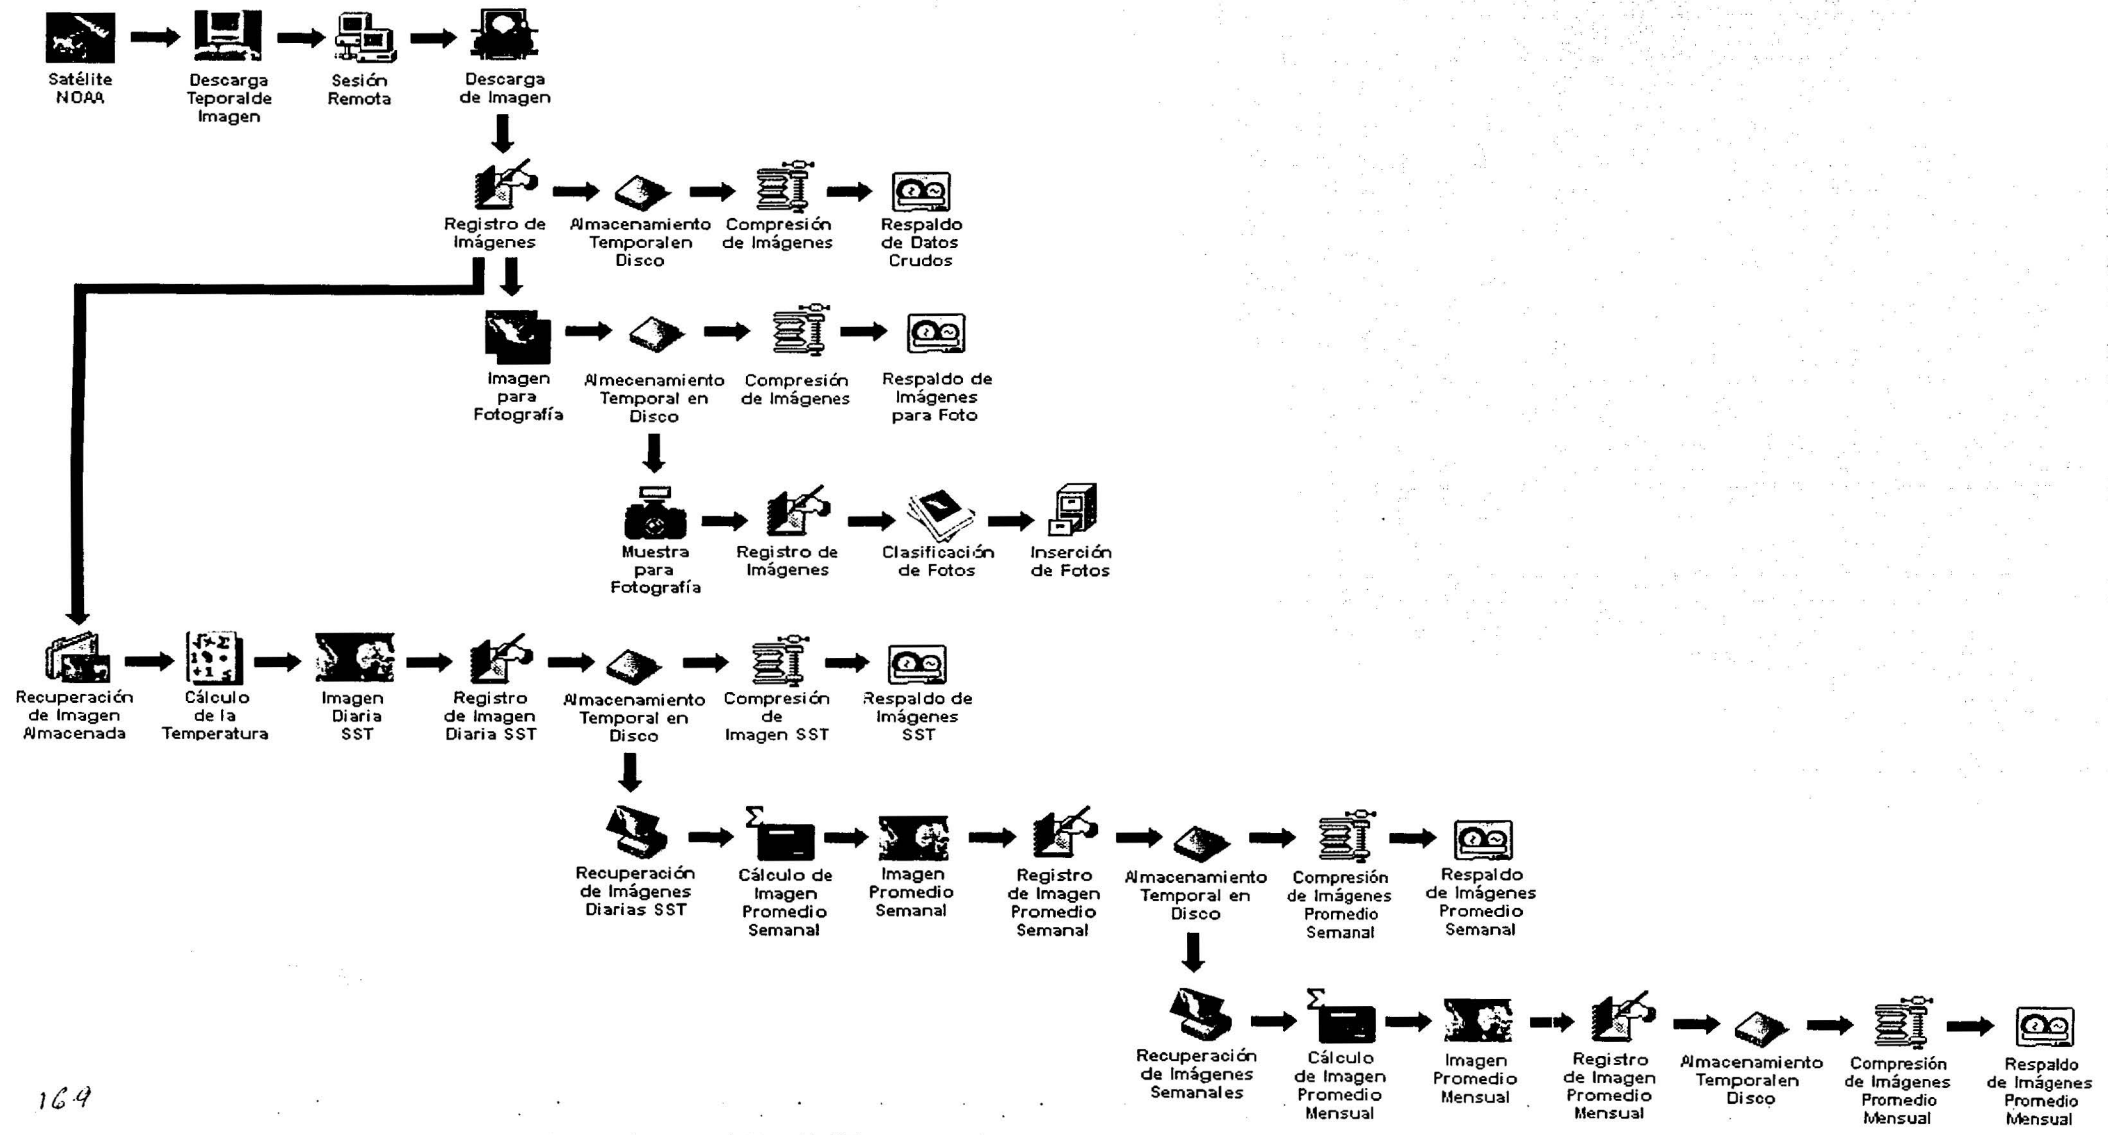 Satélite
NOAA
Descarga
Teporalde
Imagen
Sesión
Remota
Descarga
de Imagen
Registro de
Imágenes
Almacenamiento
Temporalen
Disco
Compresión
de Imágenes
Respaldo
de Datos
Crudos
Imagen
para
Fotografía
Almecenamiento
Temporal en
Disco
Compresión
de Imágenes
Respaldo de
Imágenes
para Foto
Muestra
para
Fotografía
Registro de
Imágenes
Clasificación
de Fotos
Inserción
de Fotos
Recuperación
de Imagen
Almacenada
Cálculo
de la
Temperatura
Imagen
Diaria
SST
Registro
de Imagen
Diaria SST
Almacenamiento
Temporal en
Disco
Compresión
de
Imagen SST
Respaldo de
Imágenes
SST
Recuperación
de Imágenes
Diarias SST
Σ
Cálculo de
Imagen
Promedio
Semanal
Imagen
Promedio
Semanal
Registro
de Imagen
Promedio
Semanal
Almacenamiento
Temporal en
Disco
Compresión
de Imágenes
Promedio
Semanal
Respaldo
de Imágenes
Promedio
Semanal
Recuperación
de Imágenes
Semanales
Σ
Cálculo
de Imagen
Promedio
Mensual
Imagen
Promedio
Mensual
Registro
de Imagen
Promedio
Mensual
Almacenamiento
Temporalen
Disco
Compresión
de Imágenes
Promedio
Mensual
Respaldo
de Imágenes
Promedio
Mensual
169